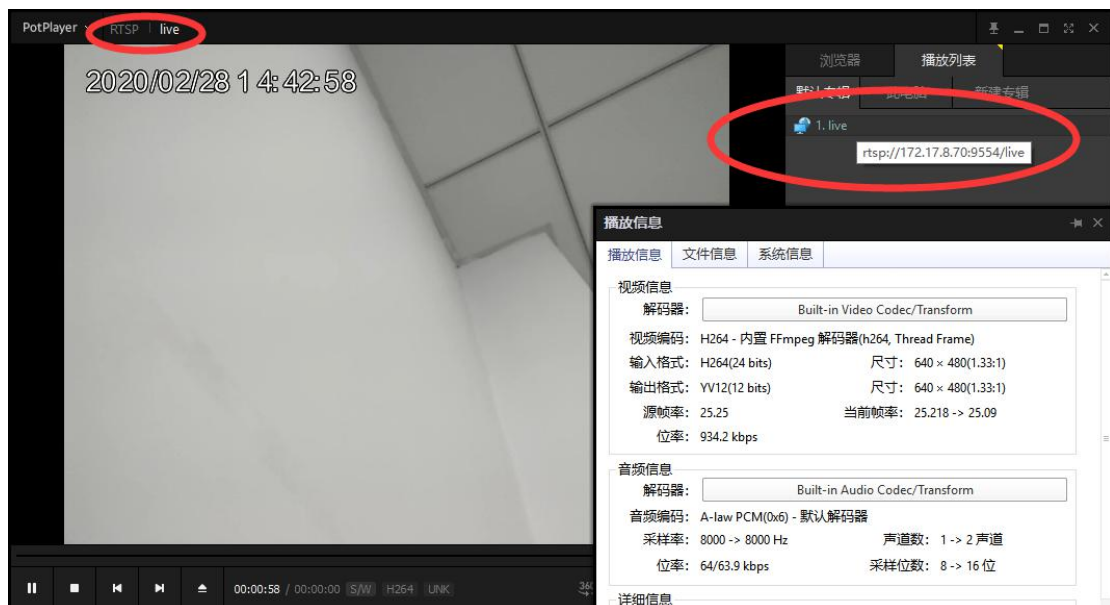 PotPlayer RTSP live
2020/02/28 14:42:58
浏览器 播放列表
默认专辑 此电脑 新建专辑
1. live
rtsp://172.17.8.70:9554/live
播放信息
播放信息 文件信息 系统信息
视频信息
解码器: Built-in Video Codec/Transform
视频编码: H264 - 内置 FFmpeg 解码器(h264, Thread Frame)
输入格式: H264(24 bits) 尺寸: 640 × 480(1.33:1)
输出格式: YV12(12 bits) 尺寸: 640 × 480(1.33:1)
源帧率: 25.25 当前帧率: 25.218 -> 25.09
位率: 934.2 kbps
音频信息
解码器: Built-in Audio Codec/Transform
音频编码: A-law PCM(0x6) - 默认解码器
采样率: 8000 -> 8000 Hz 声道数: 1 -> 2 声道
位率: 64/63.9 kbps 采样位数: 8 -> 16 位
详细信息
00:00:58 / 00:00:00 S/W H264 UNK